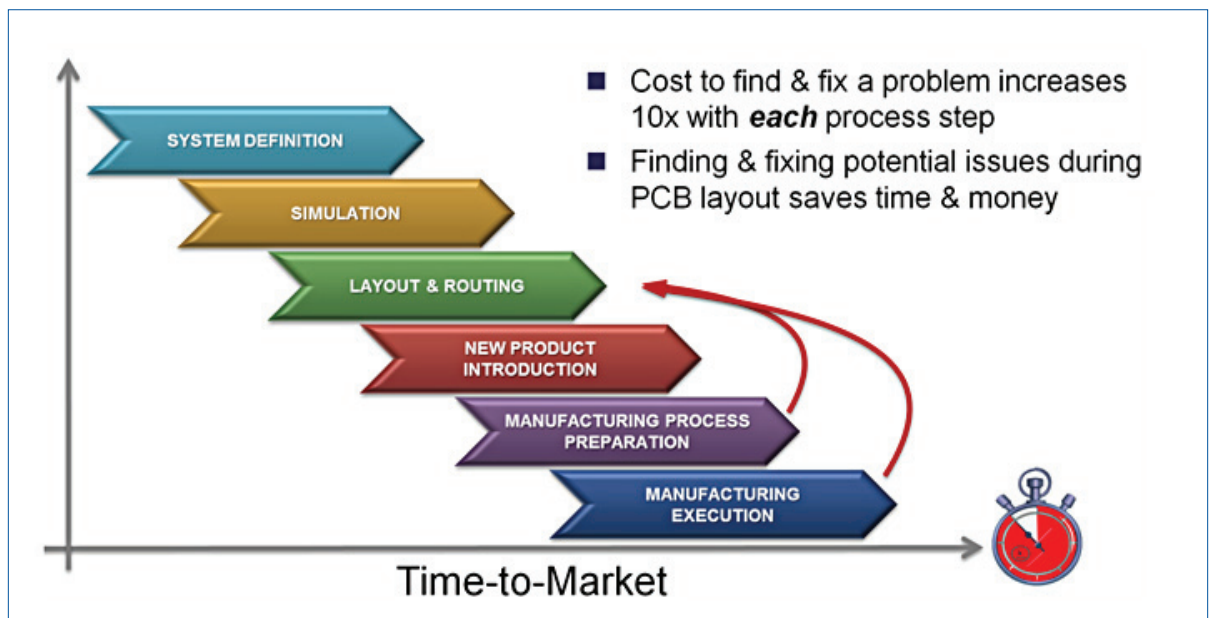 SYSTEM DEFINITION
SIMULATION
LAYOUT & ROUTING
NEW PRODUCT
INTRODUCTION
MANUFACTURING PROCESS
PREPARATION
MANUFACTURING
EXECUTION
■ Cost to find & fix a problem increases
10x with each process step
■ Finding & fixing potential issues during
PCB layout saves time & money
Time-to-Market